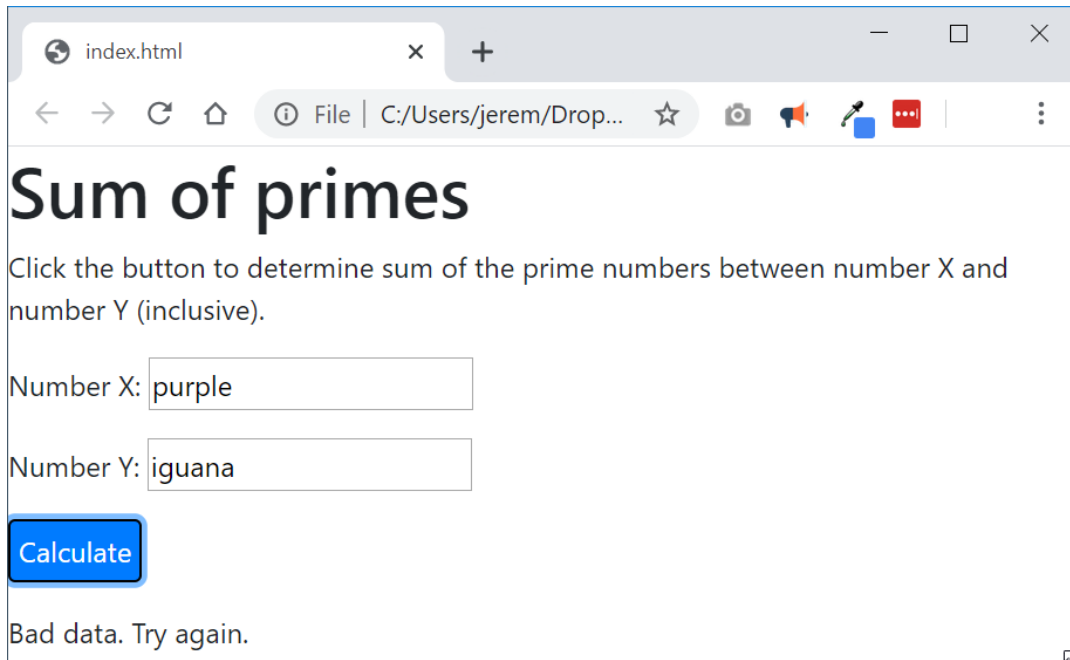 index.html
File | C:/Users/jerem/Drop...
Sum of primes
Click the button to determine sum of the prime numbers between number X and
number Y (inclusive).
Number X: purple
Number Y: iguana
Calculate
Bad data. Try again.